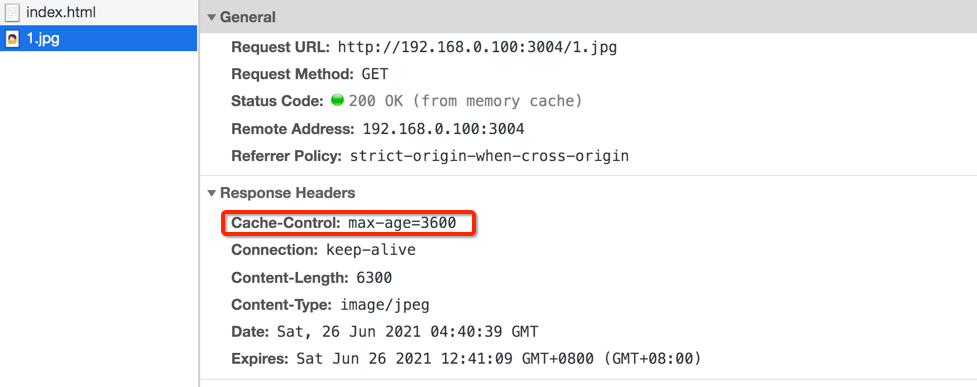 index.html
1.jpg
General
Request URL: http://192.168.0.100:3004/1.jpg
Request Method: GET
Status Code: 200 OK (from memory cache)
Remote Address: 192.168.0.100:3004
Referrer Policy: strict-origin-when-cross-origin
Response Headers
Cache-Control: max-age=3600
Connection: keep-alive
Content-Length: 6300
Content-Type: image/jpeg
Date: Sat, 26 Jun 2021 04:40:39 GMT
Expires: Sat Jun 26 2021 12:41:09 GMT+0800 (GMT+08:00)